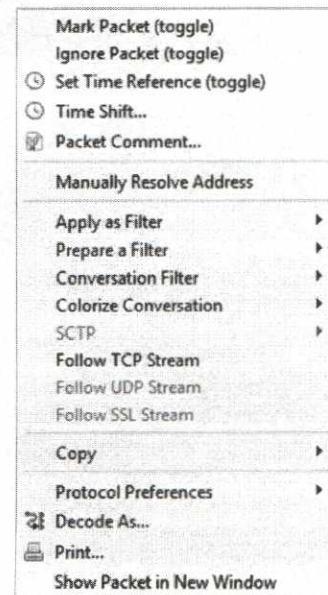 Mark Packet (toggle)
Ignore Packet (toggle)
Set Time Reference (toggle)
Time Shift...
Packet Comment...
Manually Resolve Address
Apply as Filter
Prepare a Filter
Conversation Filter
Colorize Conversation
SCTP
Follow TCP Stream
Follow UDP Stream
Follow SSL Stream
Copy
Protocol Preferences
Decode As...
Print...
Show Packet in New Window